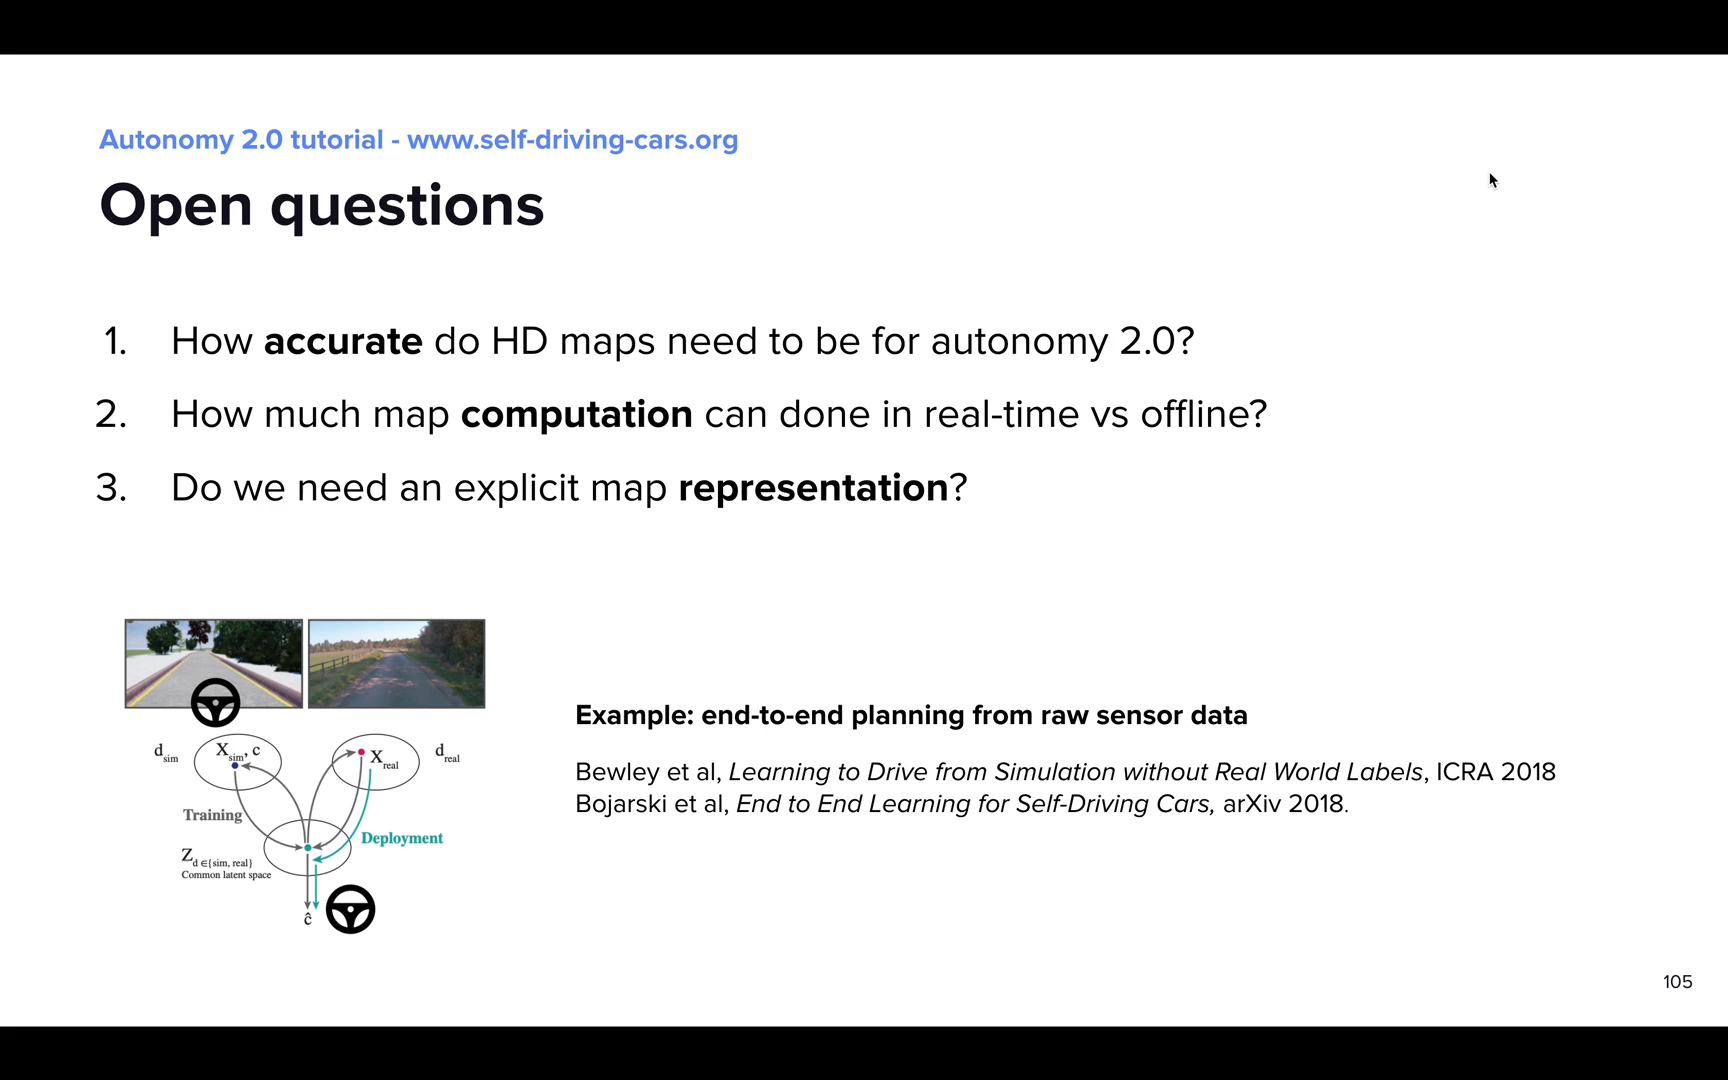 Autonomy 2.0 tutorial - www.self-driving-cars.org
Open questions
1. How accurate do HD maps need to be for autonomy 2.0?
2. How much map computation can done in real-time vs offline?
3. Do we need an explicit map representation?
d sim
X sim, c
X real
d real
Training
Deployment
Z d ∈{sim, real}
Common latent space
ĉ
Example: end-to-end planning from raw sensor data
Bewley et al, Learning to Drive from Simulation without Real World Labels, ICRA 2018
Bojarski et al, End to End Learning for Self-Driving Cars, arXiv 2018.
105